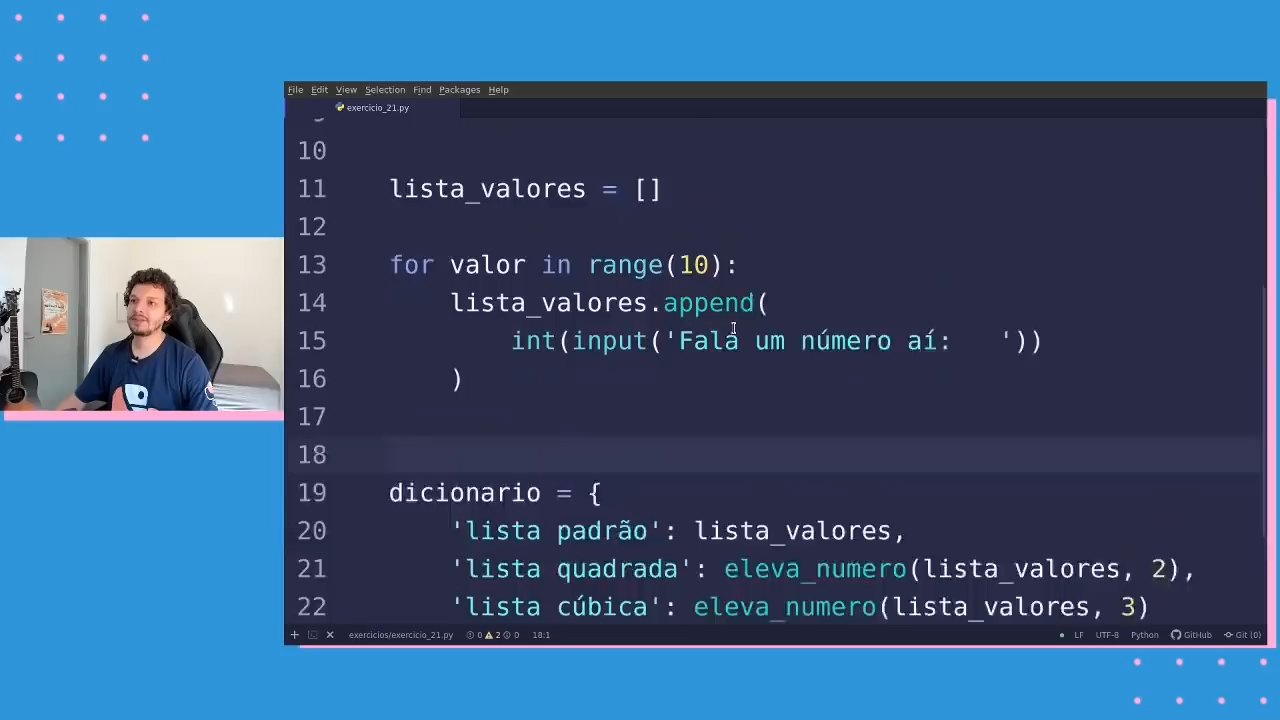 File Edit View Selection Find Packages Help
exercicio_21.py
10
11 lista_valores = []
12
13 for valor in range(10):
14 lista_valores.append(
15 int(input('Fala um número aí:   '))
16 )
17
18
19 dicionario = {
20 'lista padrão': lista_valores,
21 'lista quadrada': eleva_numero(lista_valores, 2),
22 'lista cúbica': eleva_numero(lista_valores, 3)
exercicios/exercicio_21.py 0 2 0 18:1 LF UTF-8 Python GitHub Git (0)